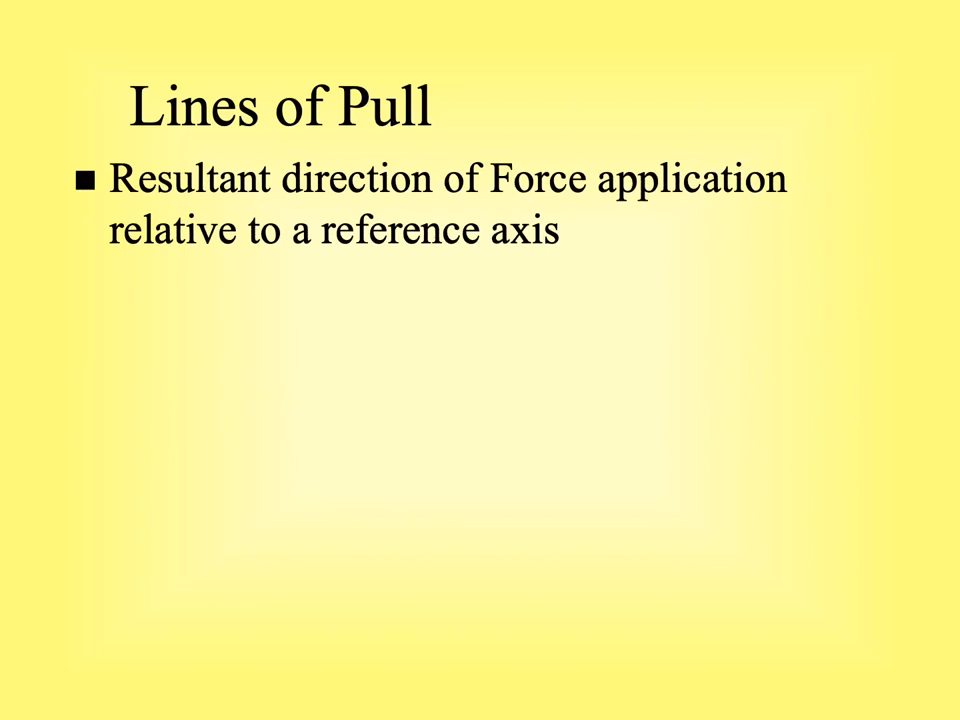 Lines of Pull
■ Resultant direction of Force application
relative to a reference axis